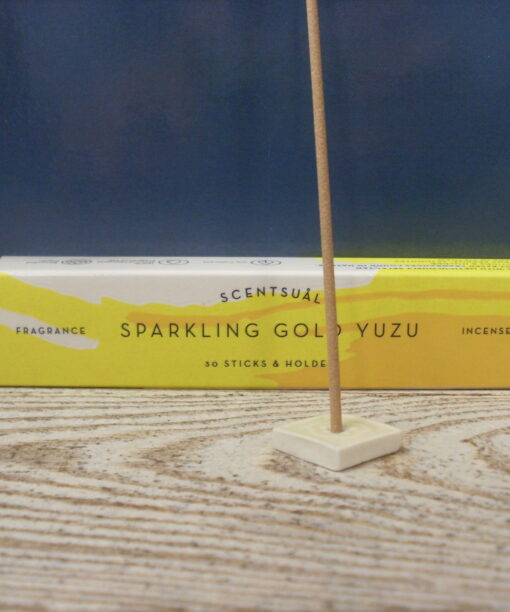 SCENTSUÅL
FRAGRANCE
SPARKLING GOLD YUZU
INCENSE
30 STICKS & HOLDE